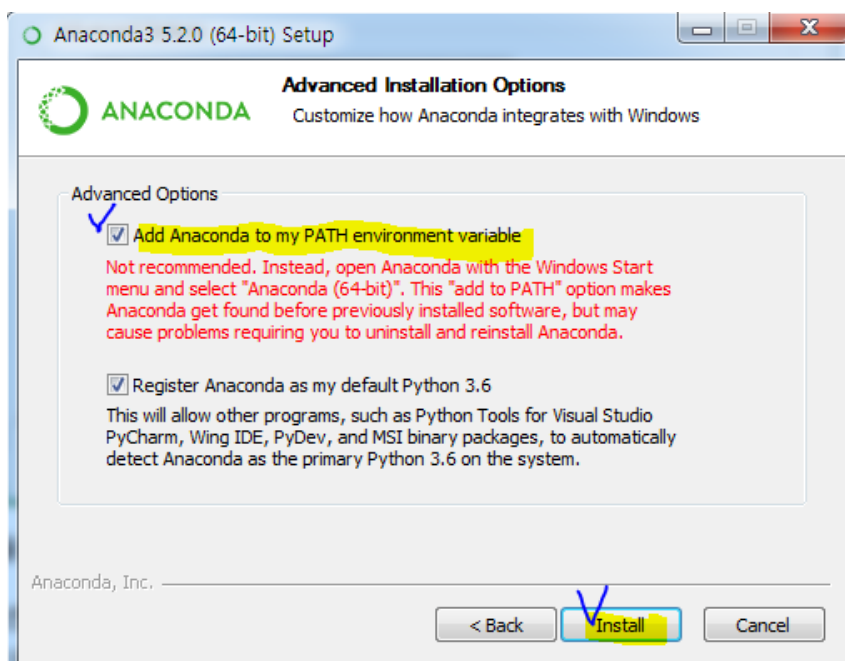 Anaconda3 5.2.0 (64-bit) Setup
Advanced Installation Options
ANACONDA
Customize how Anaconda integrates with Windows
Advanced Options
Add Anaconda to my PATH environment variable
Not recommended. Instead, open Anaconda with the Windows Start
menu and select "Anaconda (64-bit)". This "add to PATH" option makes
Anaconda get found before previously installed software, but may
cause problems requiring you to uninstall and reinstall Anaconda.
Register Anaconda as my default Python 3.6
This will allow other programs, such as Python Tools for Visual Studio
PyCharm, Wing IDE, PyDev, and MSI binary packages, to automatically
detect Anaconda as the primary Python 3.6 on the system.
Anaconda, Inc.
< Back Install Cancel